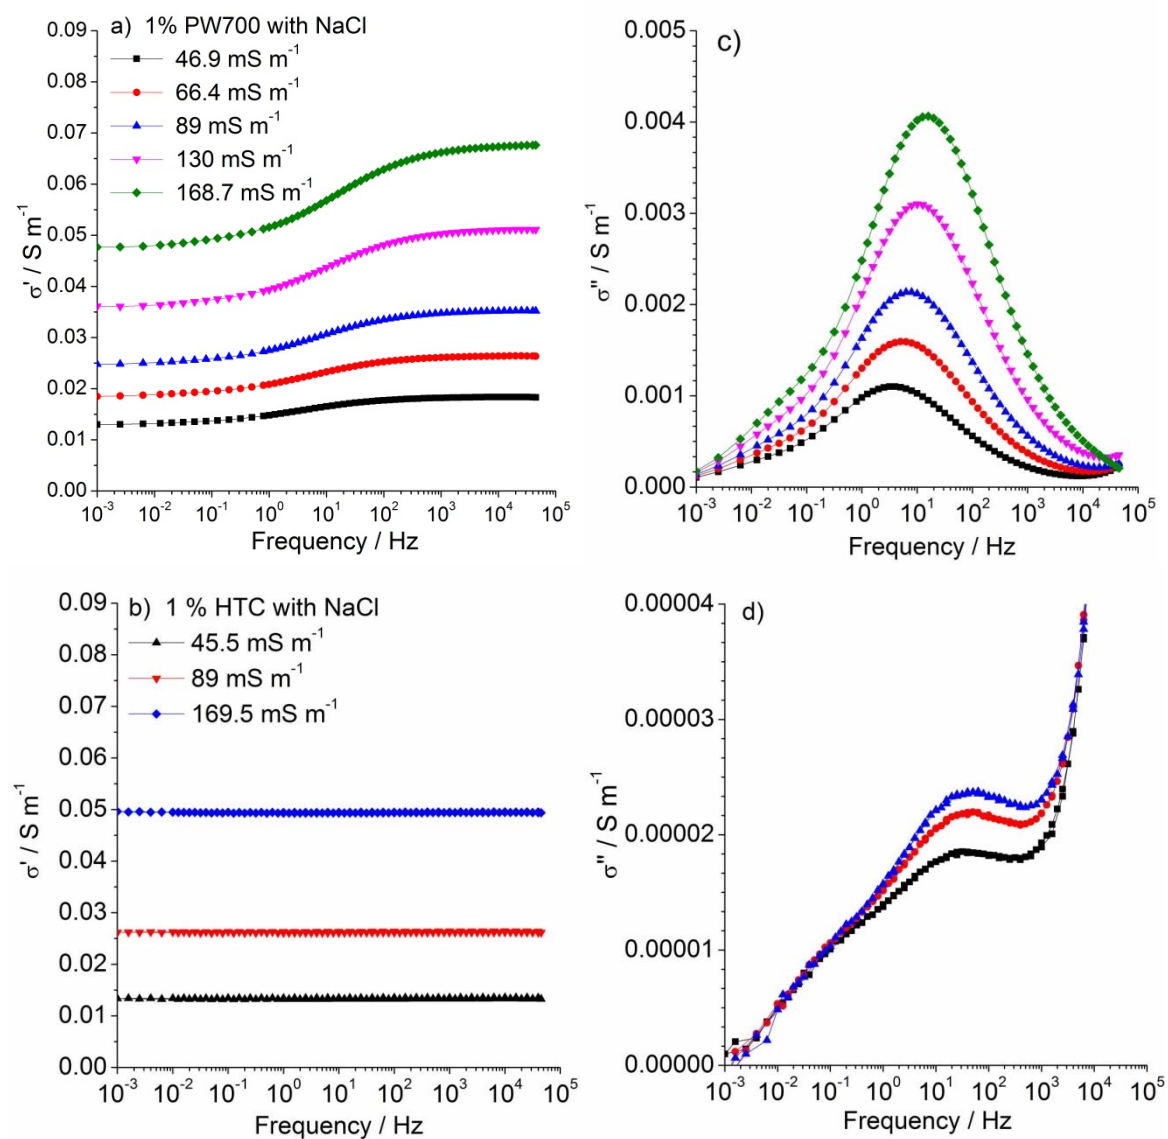 a) 1% PW700 with NaCl
46.9 mS m⁻¹
66.4 mS m⁻¹
89 mS m⁻¹
130 mS m⁻¹
168.7 mS m⁻¹
0.09
0.08
0.07
0.06
0.05
0.04
0.03
0.02
0.01
0.00
σ' / S m⁻¹
10⁻³ 10⁻² 10⁻¹ 10⁰ 10¹ 10² 10³ 10⁴ 10⁵
Frequency / Hz
c)
0.005
0.004
0.003
0.002
0.001
0.000
σ" / S m⁻¹
10⁻³ 10⁻² 10⁻¹ 10⁰ 10¹ 10² 10³ 10⁴ 10⁵
Frequency / Hz
b) 1 % HTC with NaCl
45.5 mS m⁻¹
89 mS m⁻¹
169.5 mS m⁻¹
0.09
0.08
0.07
0.06
0.05
0.04
0.03
0.02
0.01
0.00
σ' / S m⁻¹
10⁻³ 10⁻² 10⁻¹ 10⁰ 10¹ 10² 10³ 10⁴ 10⁵
Frequency / Hz
d)
0.00004
0.00003
0.00002
0.00001
0.00000
σ" / S m⁻¹
10⁻³ 10⁻² 10⁻¹ 10⁰ 10¹ 10² 10³ 10⁴ 10⁵
Frequency / Hz